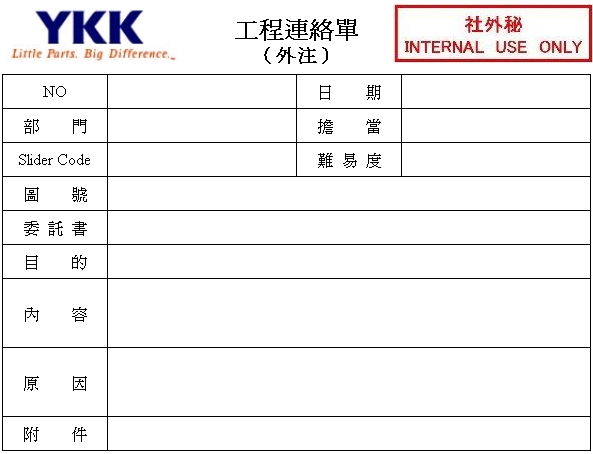 YKK
Little Parts. Big Difference.
工程連絡單
（外注）
社外秘
INTERNAL USE ONLY
NO
日 期
部 門
擔 當
Slider Code
難 易 度
圖 號
委 託 書
目 的
內 容
原 因
附 件